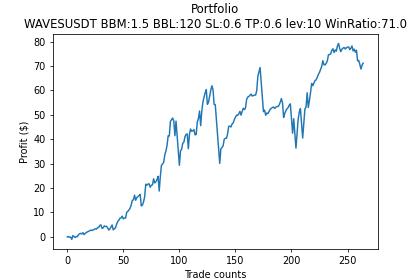 Portfolio
WAVESUSDT BBM:1.5 BBL:120 SL:0.6 TP:0.6 lev:10 WinRatio:71.0
80
70
60
50
40
30
20
10
0
Profit ($)
0 50 100 150 200 250
Trade counts